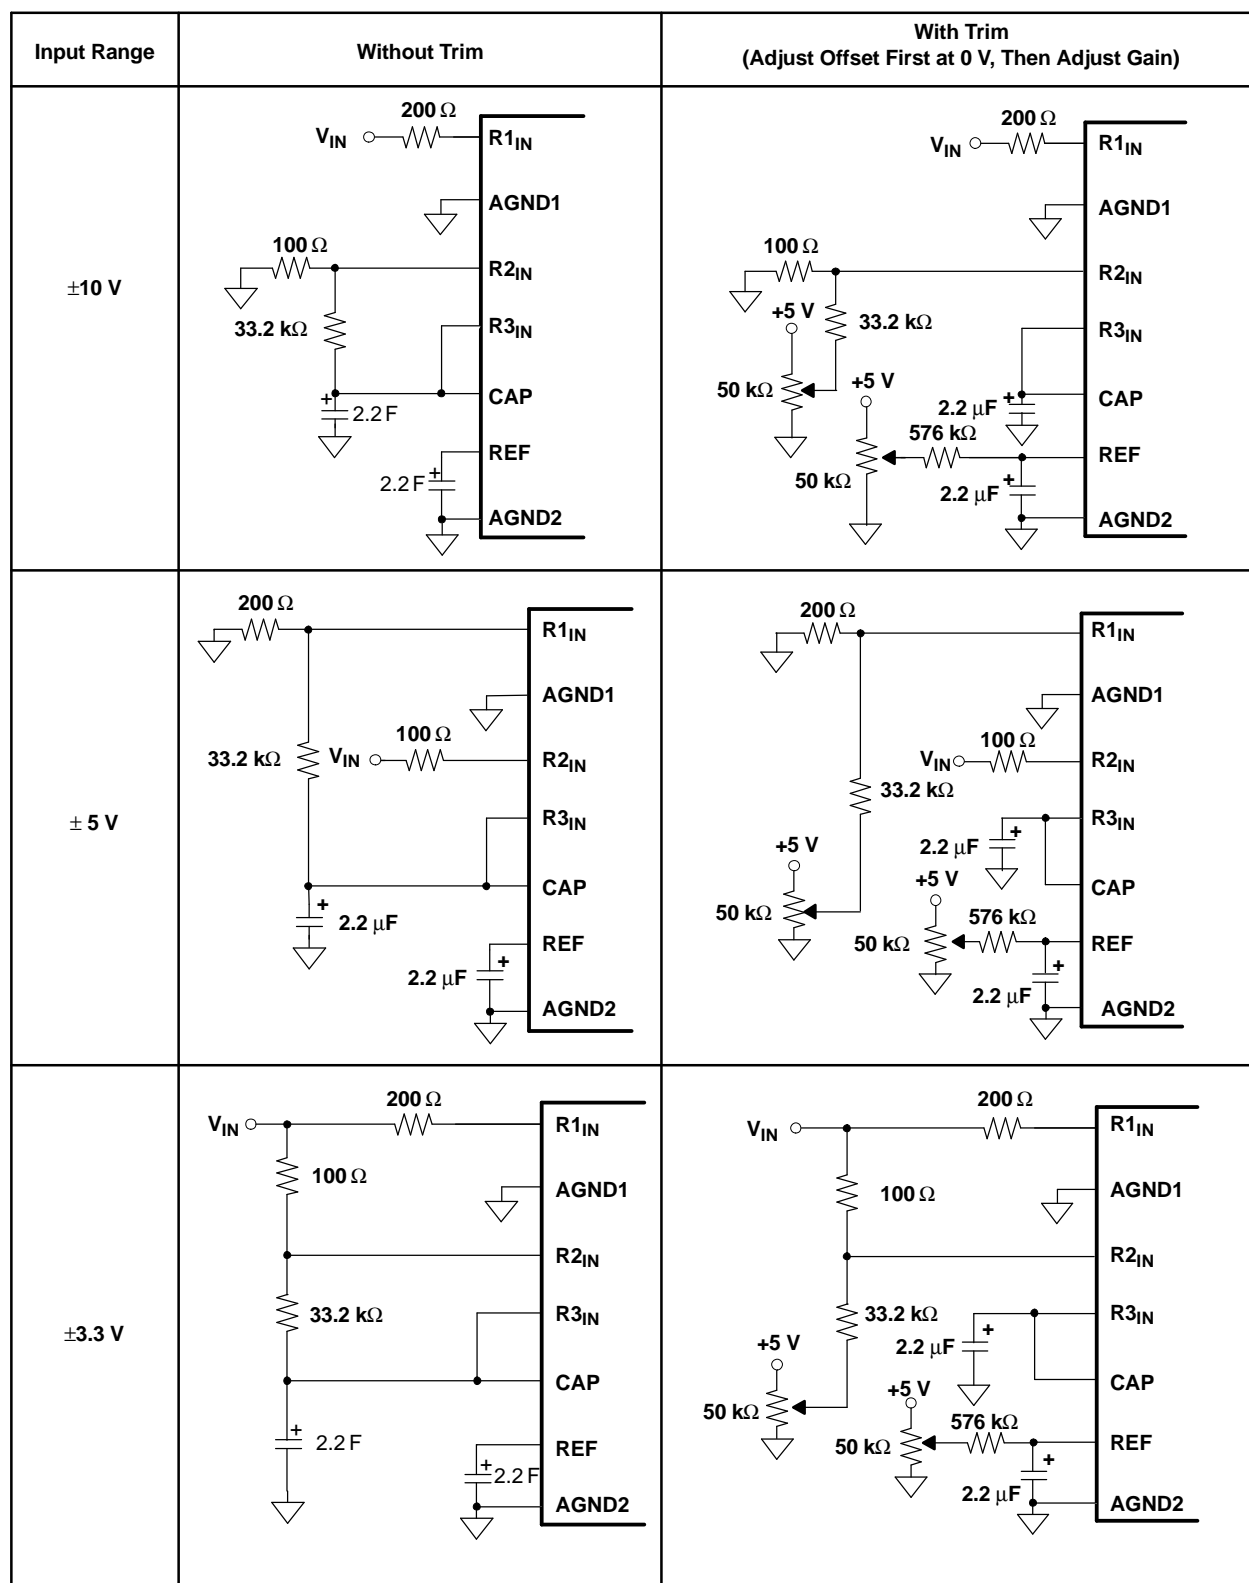 Input Range
Without Trim
With Trim
(Adjust Offset First at 0 V, Then Adjust Gain)
±10 V
200 Ω
VIN
R1IN
AGND1
100 Ω
R2IN
33.2 kΩ
R3IN
CAP
+
2.2 F
REF
+
2.2 F
AGND2
200 Ω
VIN
R1IN
AGND1
100 Ω
R2IN
+5 V
33.2 kΩ
R3IN
50 kΩ
+5 V
+
2.2 μF
CAP
576 kΩ
REF
50 kΩ
+
2.2 μF
AGND2
± 5 V
200 Ω
R1IN
AGND1
100 Ω
33.2 kΩ
VIN
R2IN
R3IN
CAP
+
2.2 μF
REF
+
2.2 μF
AGND2
200 Ω
R1IN
AGND1
100 Ω
VIN
R2IN
33.2 kΩ
R3IN
+
2.2 μF
+5 V
CAP
+5 V
50 kΩ
576 kΩ
50 kΩ
REF
+
2.2 μF
AGND2
±3.3 V
200 Ω
VIN
R1IN
100 Ω
AGND1
R2IN
33.2 kΩ
R3IN
CAP
+
2.2 F
REF
+
2.2 F
AGND2
200 Ω
VIN
R1IN
100 Ω
AGND1
R2IN
33.2 kΩ
R3IN
+
2.2 μF
+5 V
CAP
+5 V
50 kΩ
576 kΩ
50 kΩ
REF
+
2.2 μF
AGND2